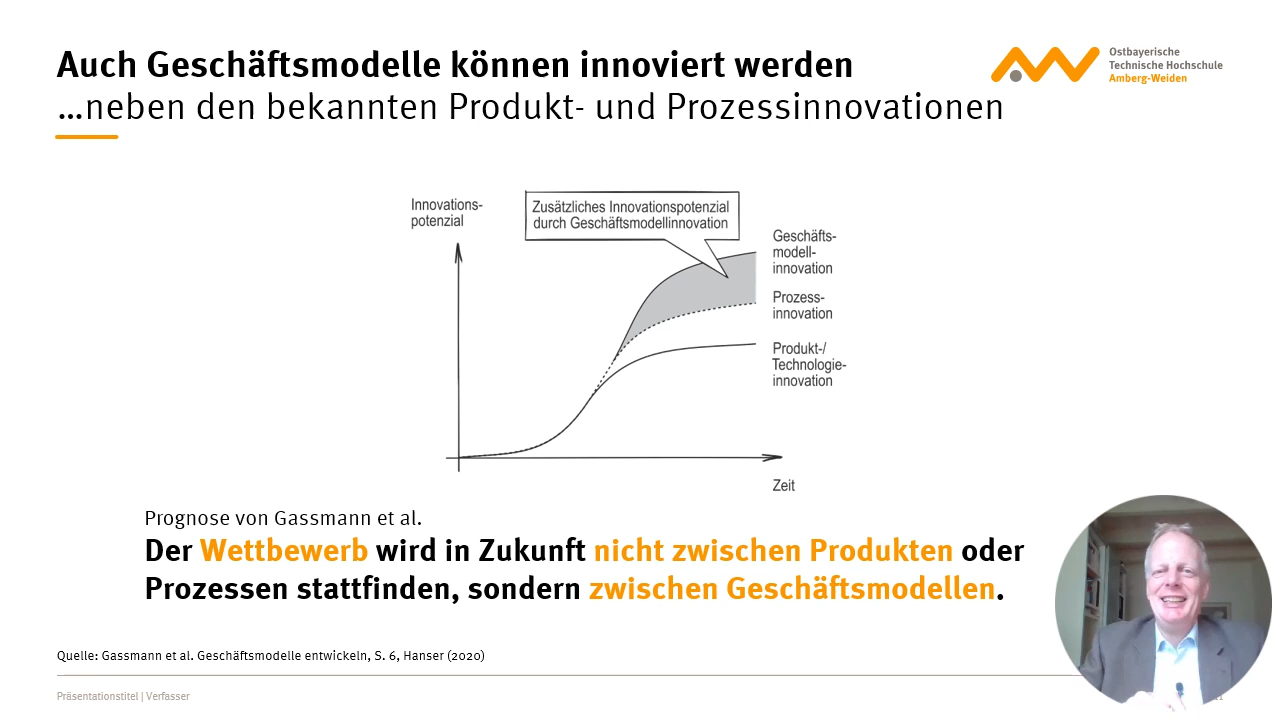 Auch Geschäftsmodelle können innoviert werden
…neben den bekannten Produkt- und Prozessinnovationen
Ostbayerische
Technische Hochschule
Amberg-Weiden
Innovations-
potenzial
Zusätzliches Innovationspotenzial
durch Geschäftsmodellinnovation
Geschäfts-
modell-
innovation
Prozess-
innovation
Produkt-/
Technologie-
innovation
Zeit
Prognose von Gassmann et al.
Der Wettbewerb wird in Zukunft nicht zwischen Produkten oder
Prozessen stattfinden, sondern zwischen Geschäftsmodellen.
Quelle: Gassmann et al. Geschäftsmodelle entwickeln, S. 6, Hanser (2020)
Präsentationstitel | Verfasser